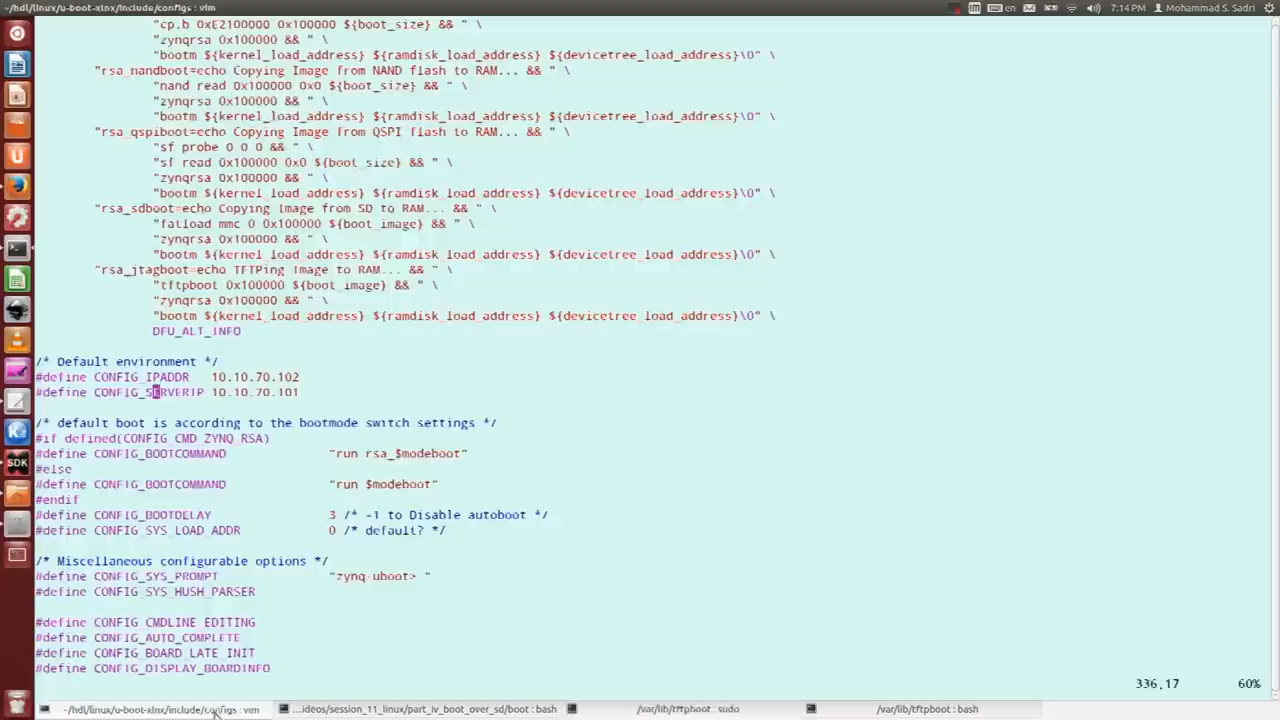 ~/hdl/linux/u-boot-xlnx/include/configs : vim
en
7:14 PM
Mohammad S. Sadri
"cp.b 0xE2100000 0x100000 ${boot_size} && " \
"zynqrsa 0x100000 && " \
"bootm ${kernel_load_address} ${ramdisk_load_address} ${devicetree_load_address}\0" \
"rsa_nandboot=echo Copying Image from NAND flash to RAM... && " \
"nand read 0x100000 0x0 ${boot_size} && " \
"zynqrsa 0x100000 && " \
"bootm ${kernel_load_address} ${ramdisk_load_address} ${devicetree_load_address}\0" \
"rsa_qspiboot=echo Copying Image from QSPI flash to RAM... && " \
"sf probe 0 0 0 && " \
"sf read 0x100000 0x0 ${boot_size} && " \
"zynqrsa 0x100000 && " \
"bootm ${kernel_load_address} ${ramdisk_load_address} ${devicetree_load_address}\0" \
"rsa_sdboot=echo Copying Image from SD to RAM... && " \
"fatload mmc 0 0x100000 ${boot_image} && " \
"zynqrsa 0x100000 && " \
"bootm ${kernel_load_address} ${ramdisk_load_address} ${devicetree_load_address}\0" \
"rsa_jtagboot=echo TFTPing Image to RAM... && " \
"tftpboot 0x100000 ${boot_image} && " \
"zynqrsa 0x100000 && " \
"bootm ${kernel_load_address} ${ramdisk_load_address} ${devicetree_load_address}\0" \
DFU_ALT_INFO
/* Default environment */
#define CONFIG_IPADDR 10.10.70.102
#define CONFIG_SERVERIP 10.10.70.101
/* default boot is according to the bootmode switch settings */
#if defined(CONFIG_CMD_ZYNQ_RSA)
#define CONFIG_BOOTCOMMAND "run rsa_$modeboot"
#else
#define CONFIG_BOOTCOMMAND "run $modeboot"
#endif
#define CONFIG_BOOTDELAY 3 /* -1 to Disable autoboot */
#define CONFIG_SYS_LOAD_ADDR 0 /* default? */
/* Miscellaneous configurable options */
#define CONFIG_SYS_PROMPT "zynq-uboot> "
#define CONFIG_SYS_HUSH_PARSER
#define CONFIG_CMDLINE_EDITING
#define CONFIG_AUTO_COMPLETE
#define CONFIG_BOARD_LATE_INIT
#define CONFIG_DISPLAY_BOARDINFO
336,17 60%
SDK
~/hdl/linux/u-boot-xlnx/include/configs : vim
...ideos/session_11_linux/part_iv_boot_over_sd/boot : bash
/var/lib/tftpboot : sudo
/var/lib/tftpboot : bash